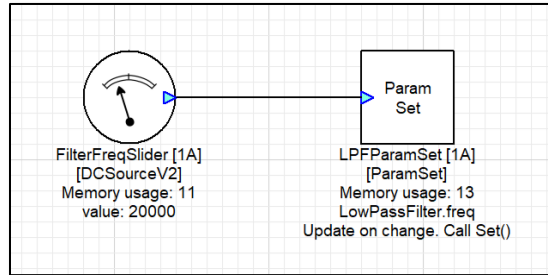 Param
Set
FilterFreqSlider [1A]
[DCSourceV2]
Memory usage: 11
value: 20000
LPFParamSet [1A]
[ParamSet]
Memory usage: 13
LowPassFilter.freq
Update on change. Call Set()